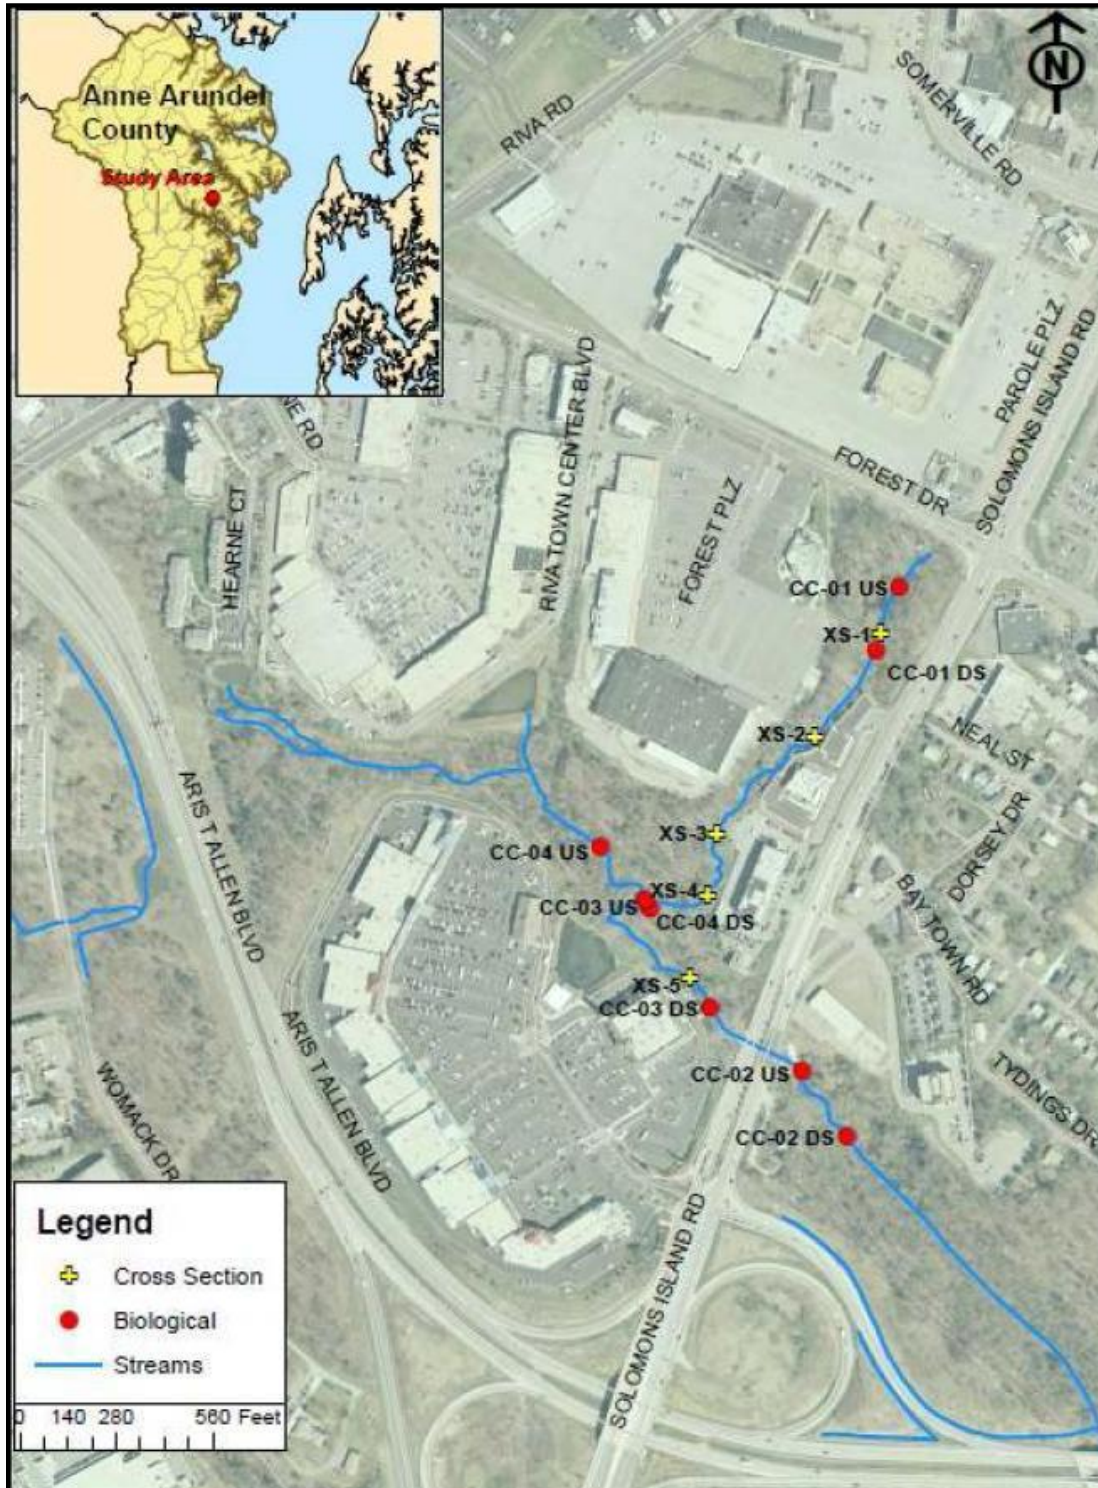 Anne Arundel
County
Study Area
N
RIVA RD
SOMERVILLE RD
PAROLE PLZ
SOLOMONS ISLAND RD
FOREST DR
NE RD
HEARNE CT
RIVA TOWN CENTER BLVD
FOREST PLZ
CC-01 US
XS-1
CC-01 DS
XS-2
NEAL ST
DORSEY DR
XS-3
CC-04 US
XS-4
CC-03 US
CC-04 DS
BAY TOWN RD
XS-5
CC-03 DS
CC-02 US
CC-02 DS
TYDINGS DR
ARIS T ALLEN BLVD
ARIS T ALLEN BLVD
WOMACK DR
SOLOMONS ISLAND RD
Legend
Cross Section
Biological
Streams
0 140 280 560 Feet